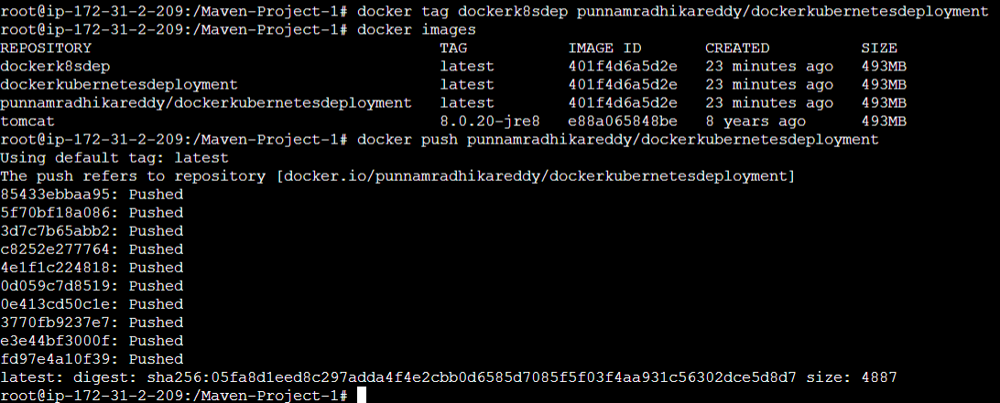 root@ip-172-31-2-209:/Maven-Project-1# docker tag dockerk8sdep punnamradhikareddy/dockerkubernetesdeployment
root@ip-172-31-2-209:/Maven-Project-1# docker images
REPOSITORY TAG IMAGE ID CREATED SIZE
dockerk8sdep latest 401f4d6a5d2e 23 minutes ago 493MB
dockerkubernetesdeployment latest 401f4d6a5d2e 23 minutes ago 493MB
punnamradhikareddy/dockerkubernetesdeployment latest 401f4d6a5d2e 23 minutes ago 493MB
tomcat 8.0.20-jre8 e88a065848be 8 years ago 493MB
root@ip-172-31-2-209:/Maven-Project-1# docker push punnamradhikareddy/dockerkubernetesdeployment
Using default tag: latest
The push refers to repository [docker.io/punnamradhikareddy/dockerkubernetesdeployment]
85433ebbaa95: Pushed
5f70bf18a086: Pushed
3d7c7b65abb2: Pushed
c8252e277764: Pushed
4e1f1c224818: Pushed
0d059c7d8519: Pushed
0e413cd50c1e: Pushed
3770fb9237e7: Pushed
e3e44bf3000f: Pushed
fd97e4a10f39: Pushed
latest: digest: sha256:05fa8d1eed8c297adda4f4e2cbb0d6585d7085f5f03f4aa931c56302dce5d8d7 size: 4887
root@ip-172-31-2-209:/Maven-Project-1#